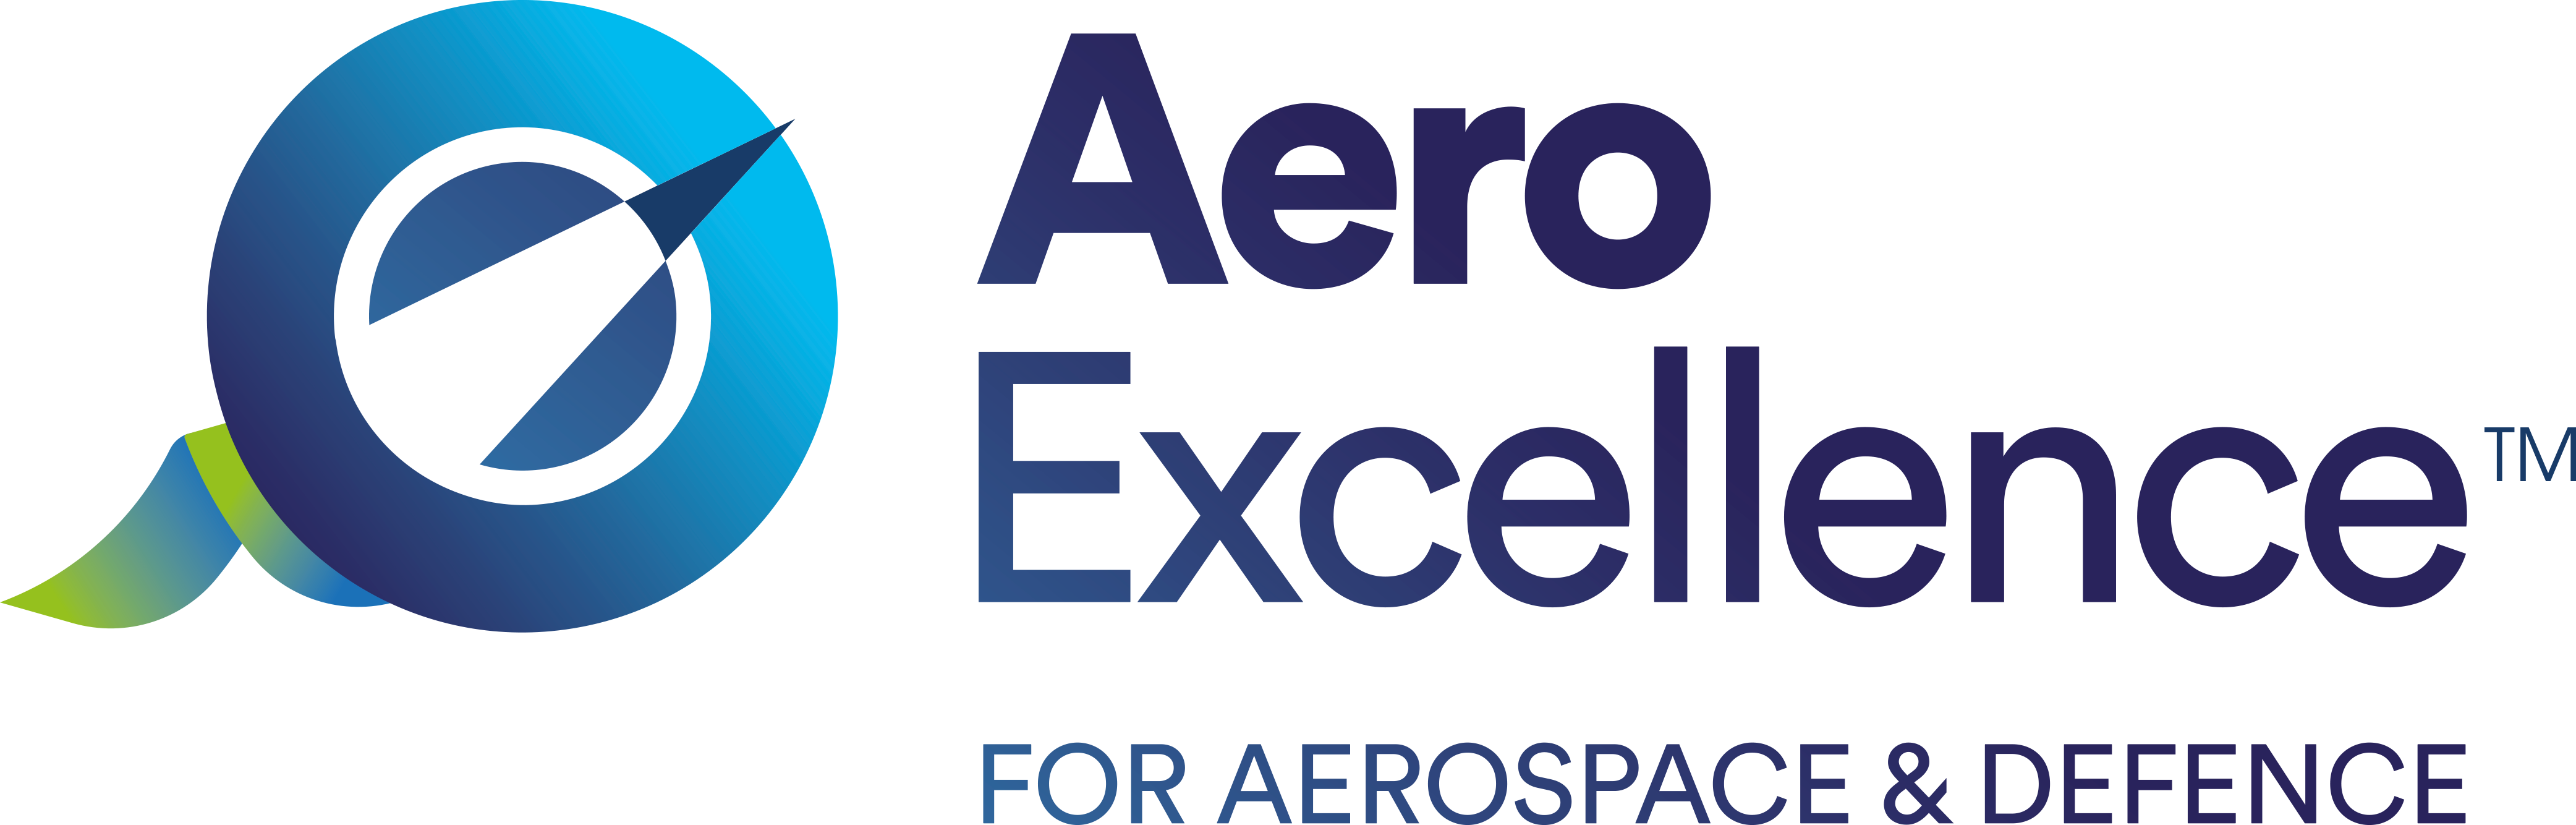 Aero
Excellence™
FOR AEROSPACE & DEFENCE